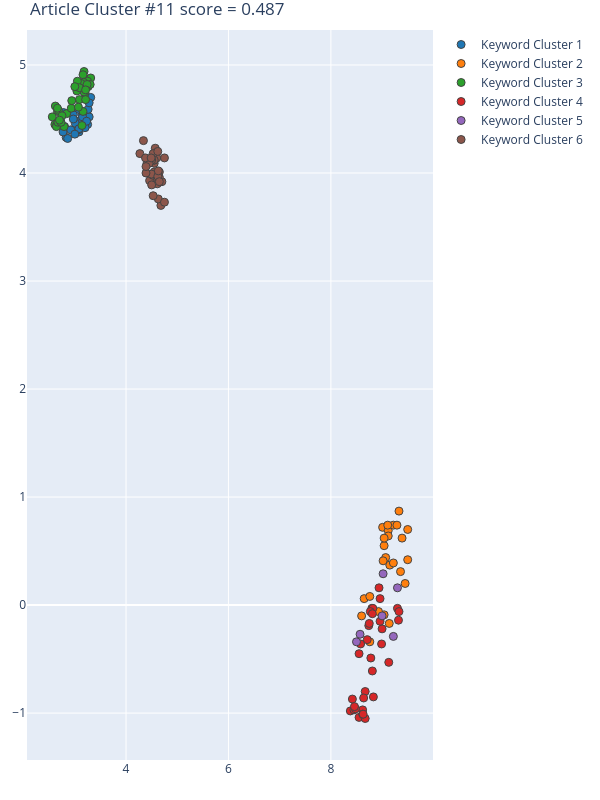 Article Cluster #11 score = 0.487
Keyword Cluster 1
Keyword Cluster 2
Keyword Cluster 3
Keyword Cluster 4
Keyword Cluster 5
Keyword Cluster 6
5
4
3
2
1
0
−1
4
6
8